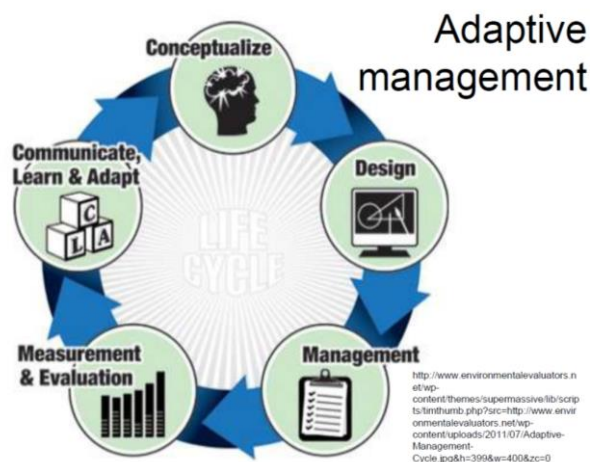 Adaptive
management
Conceptualize
Design
Management
Measurement
& Evaluation
Communicate,
Learn & Adapt
C
L A
LIFE
CYCLE
http://www.environmentalevaluators.n
et/wp-
content/themes/supermassive/lib/scrip
ts/timthumb.php?src=http://www.envir
onmentalevaluators.net/wp-
content/uploads/2011/07/Adaptive-
Management-
Cycle.jpg&h=399&w=400&zc=0